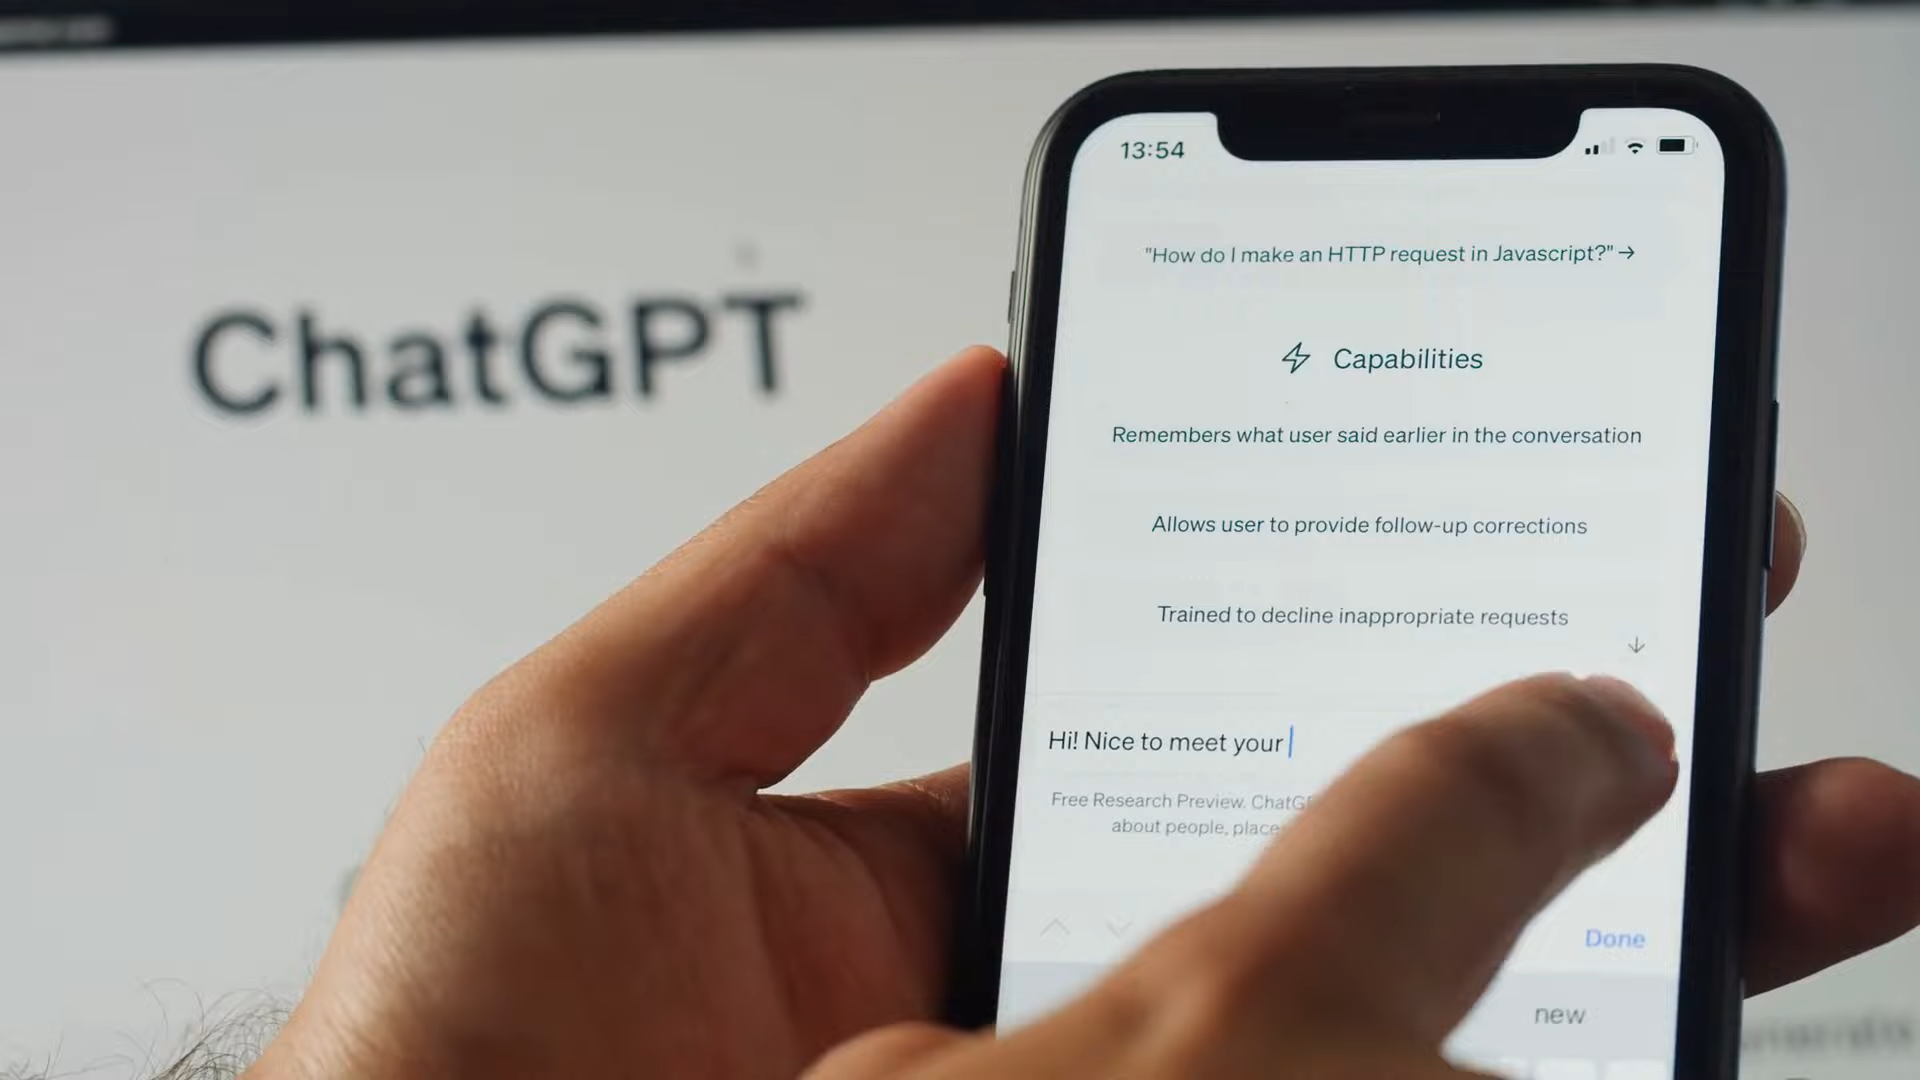 ChatGPT
13:54
"How do I make an HTTP request in Javascript?" →
Capabilities
Remembers what user said earlier in the conversation
Allows user to provide follow-up corrections
Trained to decline inappropriate requests
Hi! Nice to meet your
Free Research Preview.
about people,
Done
new